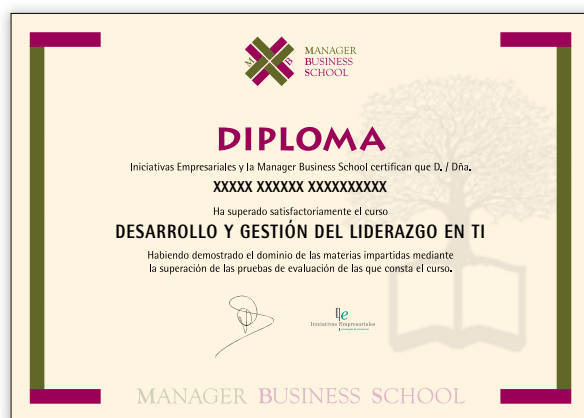 M B
MANAGER
BUSINESS
SCHOOL
DIPLOMA
Iniciativas Empresariales y la Manager Business School certifican que D. / Dña.
XXXXX XXXXXX XXXXXXXXXX
Ha superado satisfactoriamente el curso
DESARROLLO Y GESTIÓN DEL LIDERAZGO EN TI
Habiendo demostrado el dominio de las materias impartidas mediante
la superación de las pruebas de evaluación de las que consta el curso.
Iniciativas Empresariales
MANAGER BUSINESS SCHOOL